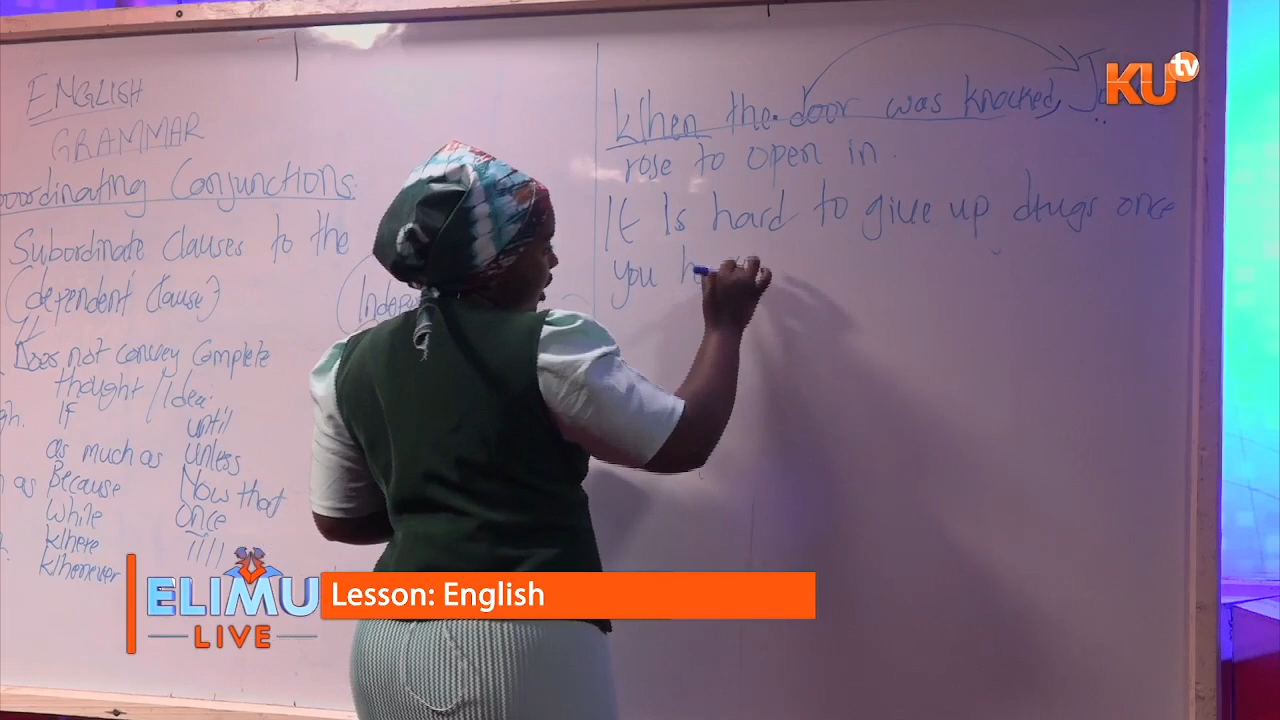 ENGLISH
GRAMMAR
Coordinating Conjunctions.
Subordinate clauses to the
(dependent clause)
Does not convey complete
thought / Idea.
If
until
as much as
unless
as Because
Now that
while
once
Where
Whenever
When the door was knocked,
rose to open in.
It Is hard to give up drugs once
you
KU tv
ELIMU
LIVE
Lesson: English